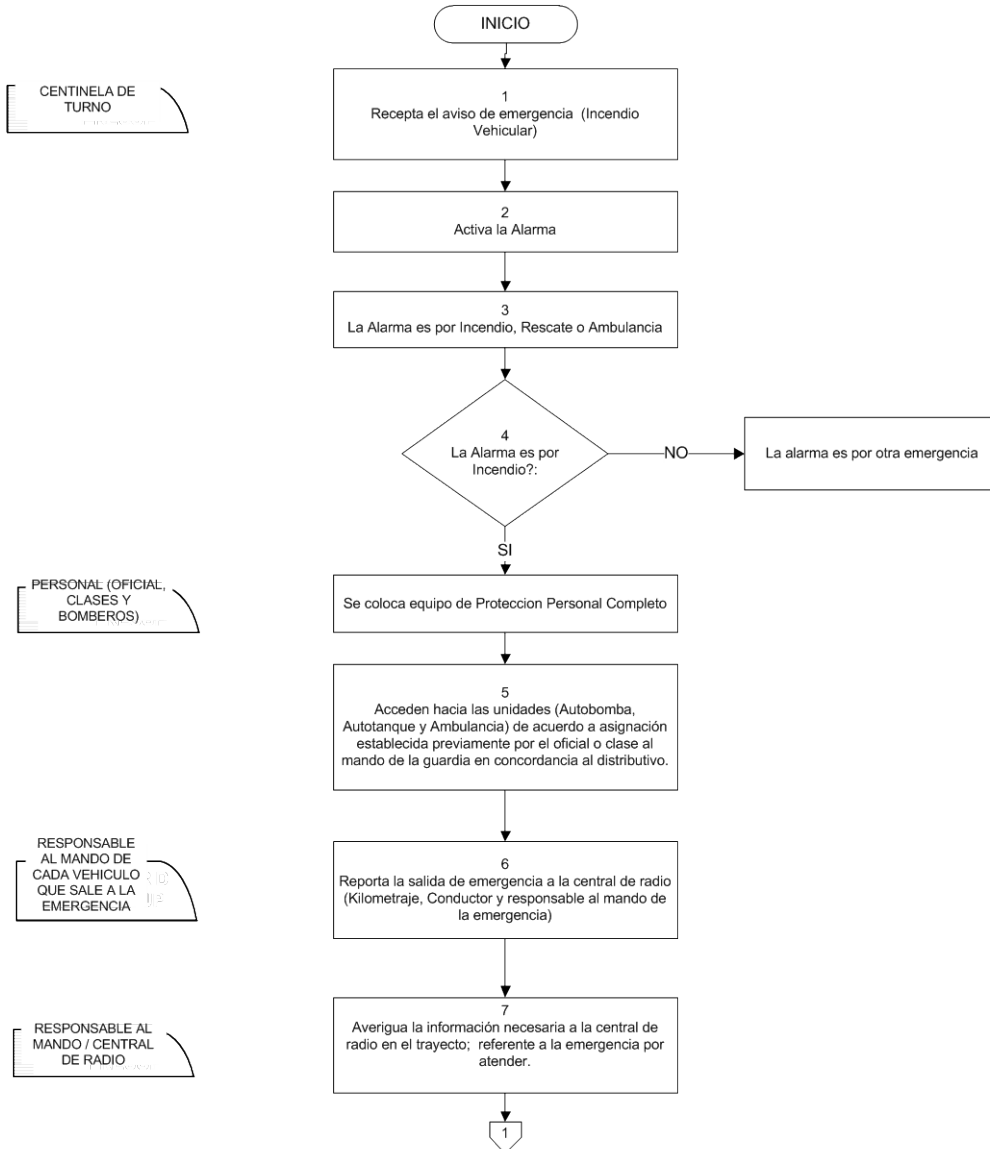 INICIO
CENTINELA DE
TURNO
1
Recepta el aviso de emergencia (Incendio
Vehicular)
2
Activa la Alarma
3
La Alarma es por Incendio, Rescate o Ambulancia
4
La Alarma es por
Incendio?:
NO
La alarma es por otra emergencia
SI
PERSONAL (OFICIAL,
CLASES Y
BOMBEROS)
Se coloca equipo de Proteccion Personal Completo
5
Acceden hacia las unidades (Autobomba,
Autotanque y Ambulancia) de acuerdo a asignación
establecida previamente por el oficial o clase al
mando de la guardia en concordancia al distributivo.
RESPONSABLE
AL MANDO DE
CADA VEHICULO
QUE SALE A LA
EMERGENCIA
6
Reporta la salida de emergencia a la central de radio
(Kilometraje, Conductor y responsable al mando de
la emergencia)
RESPONSABLE AL
MANDO / CENTRAL
DE RADIO
7
Averigua la información necesaria a la central de
radio en el trayecto; referente a la emergencia por
atender.
1